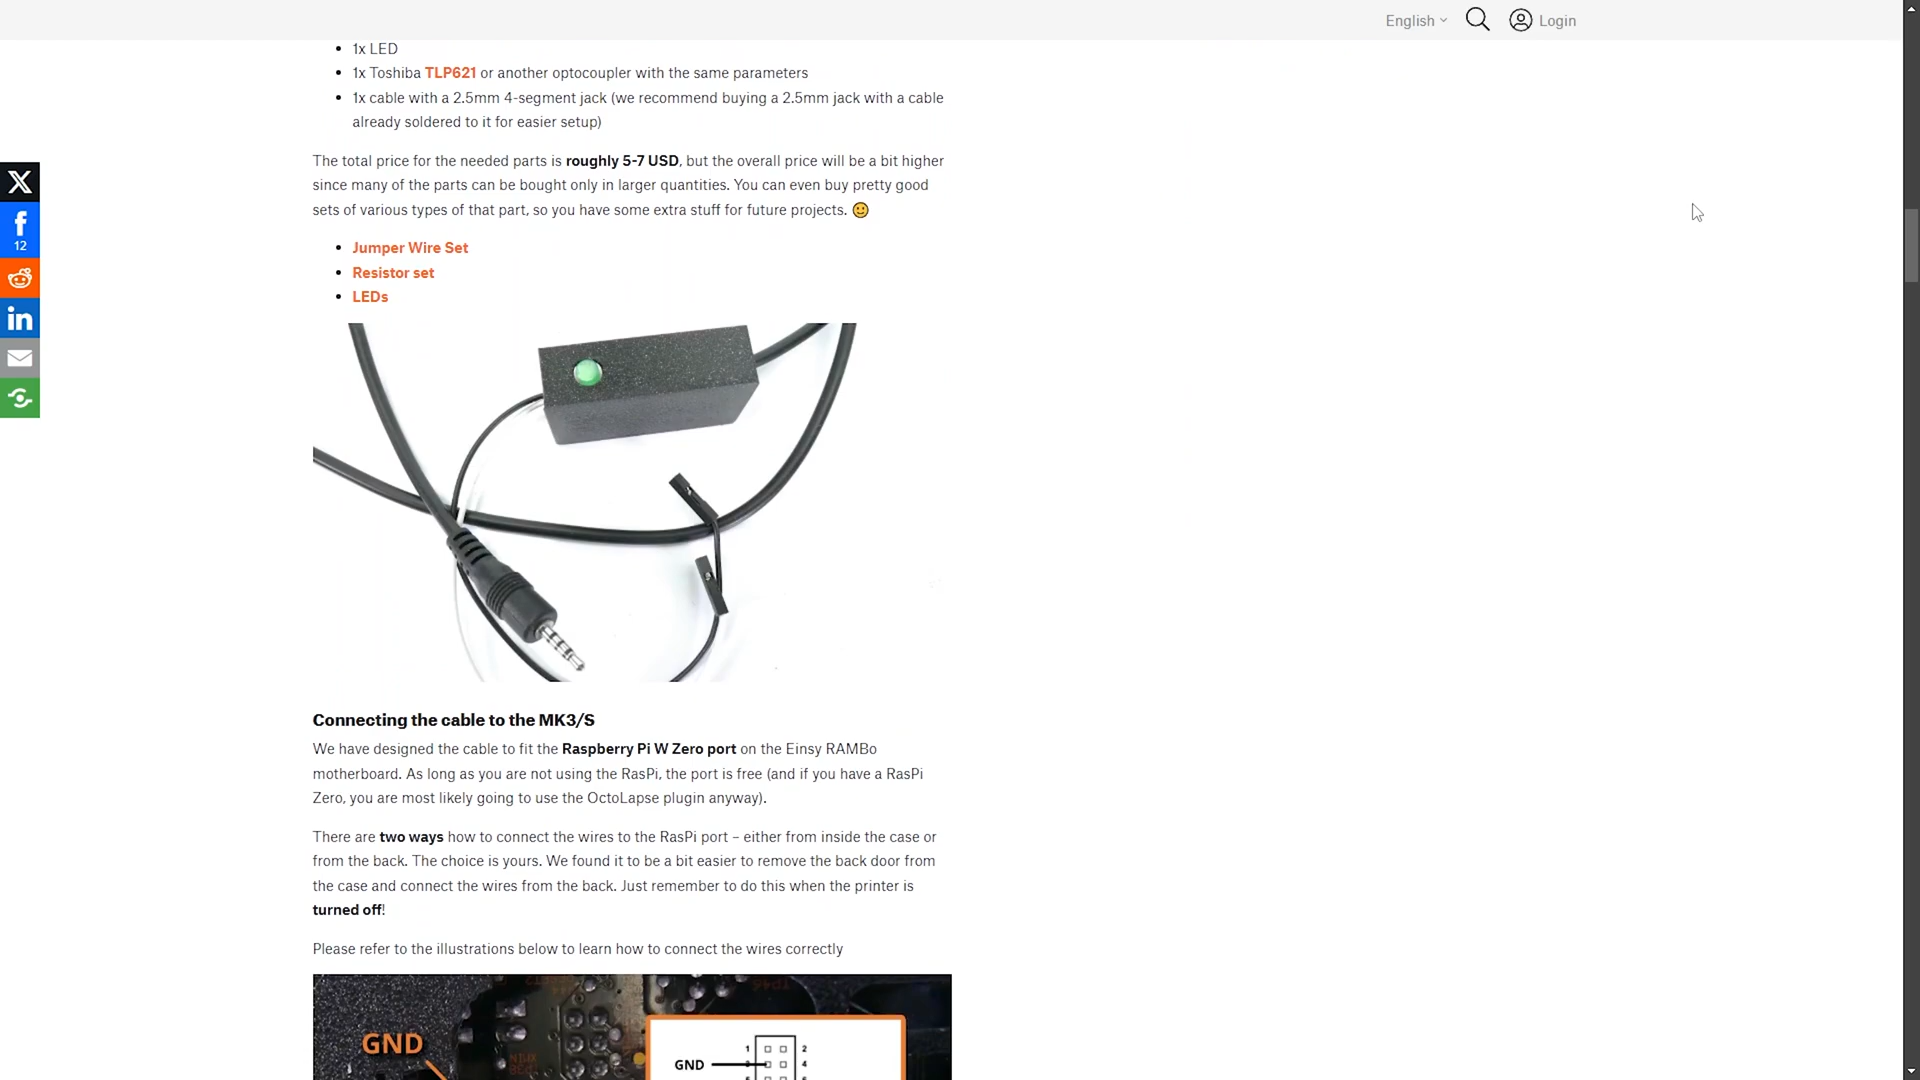 English
Login
1x LED
1x Toshiba TLP621 or another optocoupler with the same parameters
1x cable with a 2.5mm 4-segment jack (we recommend buying a 2.5mm jack with a cable
already soldered to it for easier setup)
The total price for the needed parts is roughly 5-7 USD, but the overall price will be a bit higher
since many of the parts can be bought only in larger quantities. You can even buy pretty good
sets of various types of that part, so you have some extra stuff for future projects.
12
Jumper Wire Set
Resistor set
LEDs
Connecting the cable to the MK3/S
We have designed the cable to fit the Raspberry Pi W Zero port on the Einsy RAMBo
motherboard. As long as you are not using the RasPi, the port is free (and if you have a RasPi
Zero, you are most likely going to use the OctoLapse plugin anyway).
There are two ways how to connect the wires to the RasPi port – either from inside the case or
from the back. The choice is yours. We found it to be a bit easier to remove the back door from
the case and connect the wires from the back. Just remember to do this when the printer is
turned off!
Please refer to the illustrations below to learn how to connect the wires correctly
GND
1 2
GND 4